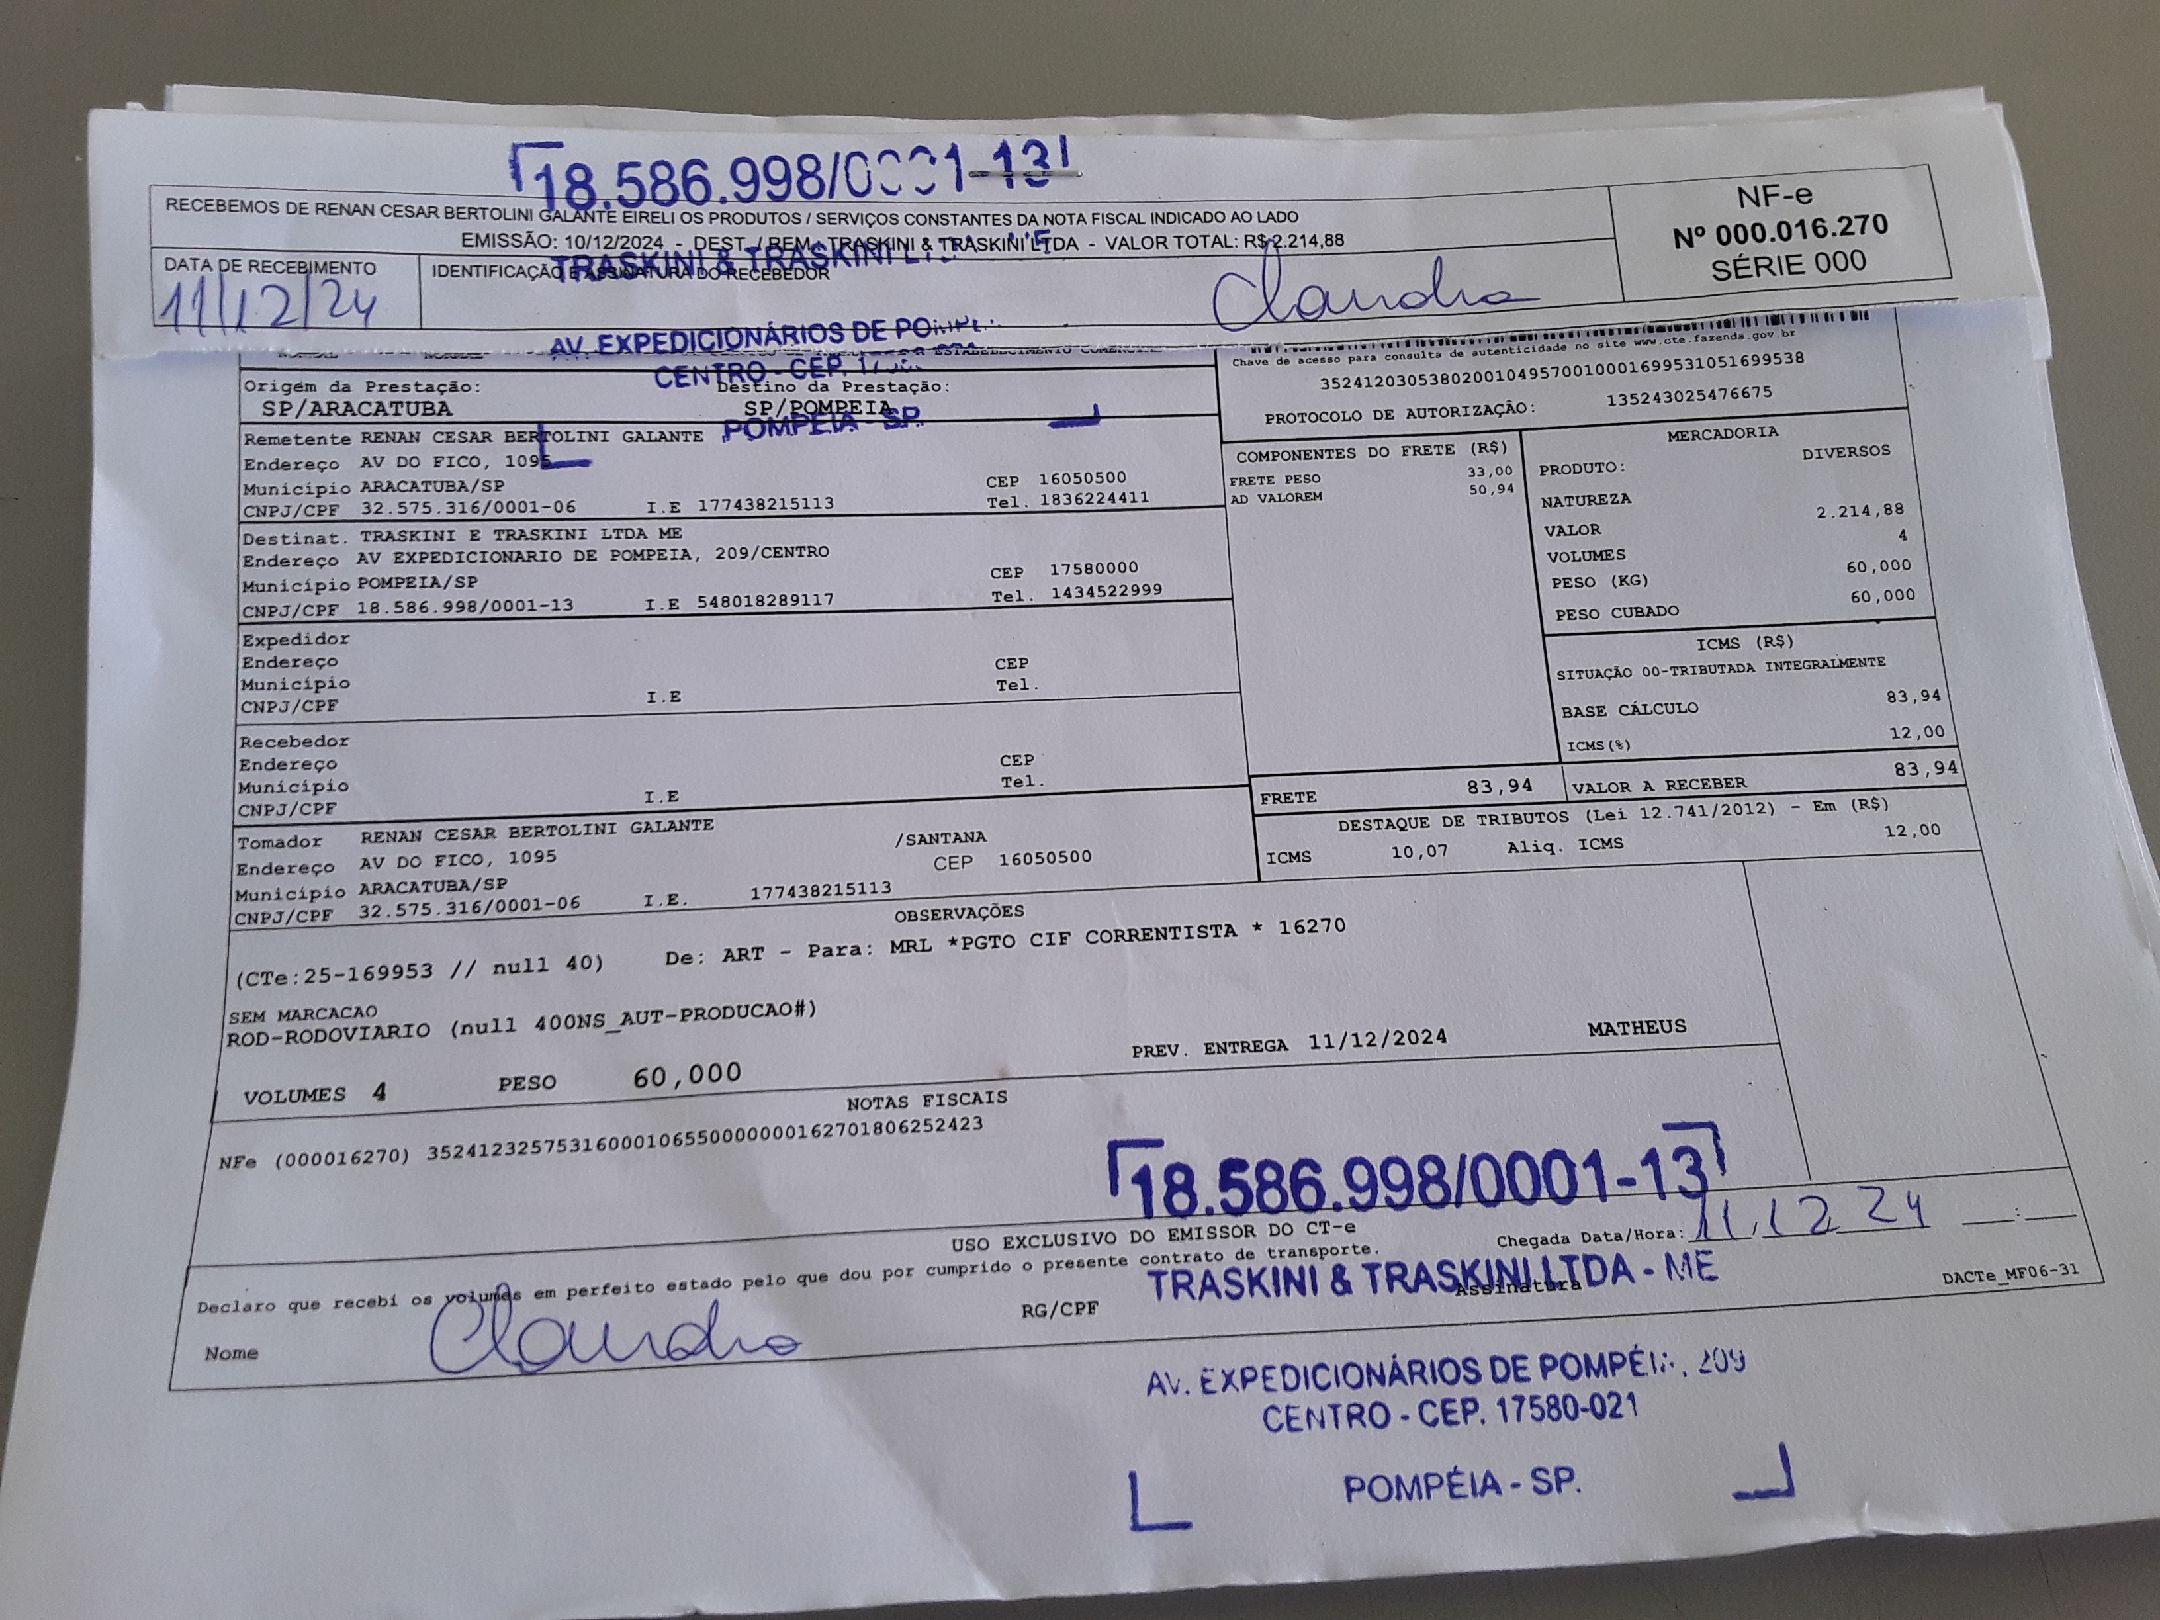 18.586.998/0001-13
RECEBEMOS DE RENAN CESAR BERTOLINI GALANTE EIRELI OS PRODUTOS / SERVIÇOS CONSTANTES DA NOTA FISCAL INDICADO AO LADO
EMISSÃO: 10/12/2024 - DEST. / REM.: TRASKINI & TRASKINI LTDA - VALOR TOTAL: R$ 2.214,88
NF-e
Nº 000.016.270
SÉRIE 000
TRASKINI & TRASKINI
DATA DE RECEBIMENTO
11/12/24
IDENTIFICAÇÃO E ASSINATURA DO RECEBEDOR
Claudia
AV. EXPEDICIONÁRIOS DE
CENTRO - CEP.
POMPÉIA - SP.
ESTABELECIMENTO COMERCIAL
Chave de acesso para consulta de autenticidade no site www.cte.fazenda.gov.br
35241203053802001049570010001699531051699538
PROTOCOLO DE AUTORIZAÇÃO: 135243025476675
Origem da Prestação: Destino da Prestação:
SP/ARACATUBA SP/POMPEIA
Remetente RENAN CESAR BERTOLINI GALANTE
Endereço AV DO FICO, 1095
Município ARACATUBA/SP CEP 16050500
CNPJ/CPF 32.575.316/0001-06 I.E 177438215113 Tel. 1836224411
Destinat. TRASKINI E TRASKINI LTDA ME
Endereço AV EXPEDICIONARIO DE POMPEIA, 209/CENTRO
Município POMPEIA/SP CEP 17580000
CNPJ/CPF 18.586.998/0001-13 I.E 548018289117 Tel. 1434522999
Expedidor
Endereço CEP
Município Tel.
CNPJ/CPF I.E
Recebedor
Endereço CEP
Município Tel.
CNPJ/CPF I.E
Tomador RENAN CESAR BERTOLINI GALANTE
Endereço AV DO FICO, 1095 /SANTANA
Município ARACATUBA/SP CEP 16050500
CNPJ/CPF 32.575.316/0001-06 I.E. 177438215113
COMPONENTES DO FRETE (R$)
FRETE PESO 33,00
AD VALOREM 50,94
MERCADORIA
PRODUTO: DIVERSOS
NATUREZA
VALOR 2.214,88
VOLUMES 4
PESO (KG) 60,000
PESO CUBADO 60,000
ICMS (R$)
SITUAÇÃO 00-TRIBUTADA INTEGRALMENTE
BASE CÁLCULO 83,94
ICMS(%) 12,00
FRETE 83,94 VALOR A RECEBER 83,94
DESTAQUE DE TRIBUTOS (Lei 12.741/2012) - Em (R$)
ICMS 10,07 Aliq. ICMS 12,00
OBSERVAÇÕES
(CTe:25-169953 // null 40) De: ART - Para: MRL *PGTO CIF CORRENTISTA * 16270
SEM MARCACAO
ROD-RODOVIARIO (null 400NS_AUT-PRODUCAO#)
PREV. ENTREGA 11/12/2024 MATHEUS
VOLUMES 4 PESO 60,000
NOTAS FISCAIS
NFe (000016270) 35241232575316000106550000000162701806252423
18.586.998/0001-13
USO EXCLUSIVO DO EMISSOR DO CT-e
Chegada Data/Hora: 11 12 24 __:__
Declaro que recebi os volumes em perfeito estado pelo que dou por cumprido o presente contrato de transporte.
TRASKINI & TRASKINI LTDA - ME
Nome Claudia RG/CPF Assinatura
DACTe_MF06-31
AV. EXPEDICIONÁRIOS DE POMPÉIA, 209
CENTRO - CEP. 17580-021
POMPÉIA - SP.